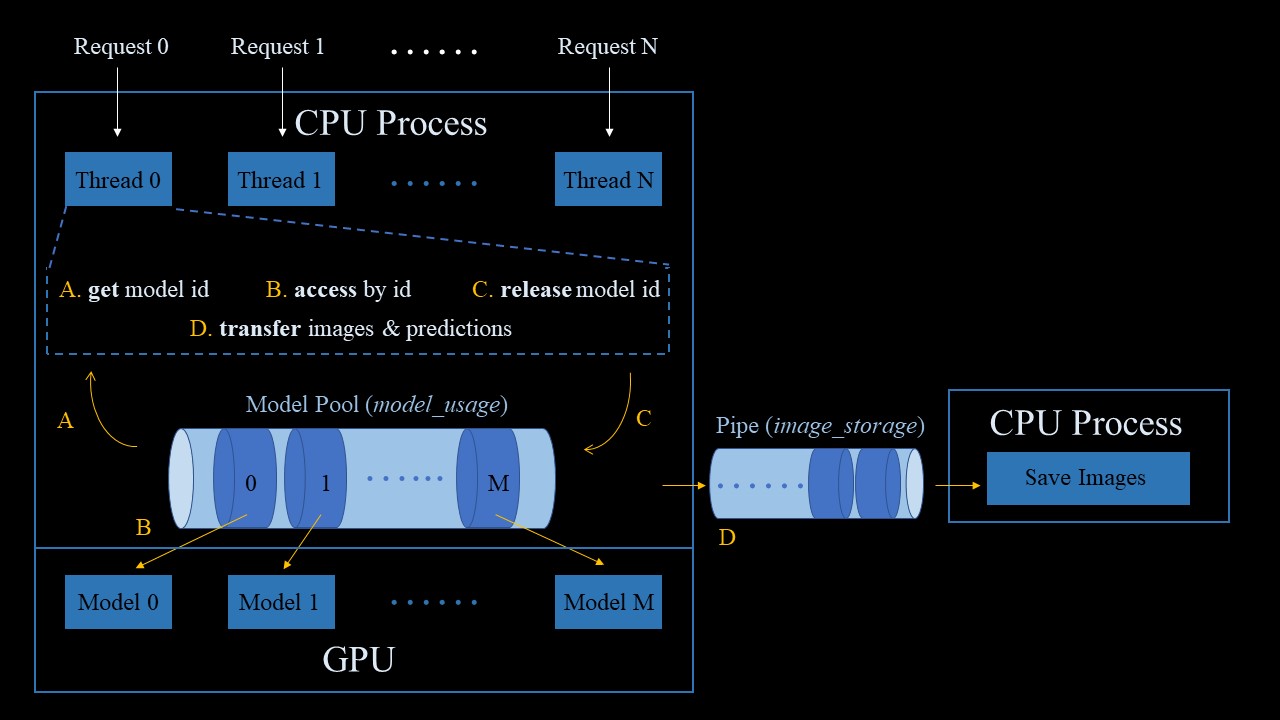 Request 0 Request 1 ...... Request N
CPU Process
Thread 0 Thread 1 ...... Thread N
A. get model id B. access by id C. release model id
D. transfer images & predictions
Model Pool (model_usage)
A
C
0 1 ...... M
B
Pipe (image_storage)
......
D
CPU Process
Save Images
Model 0 Model 1 ...... Model M
GPU